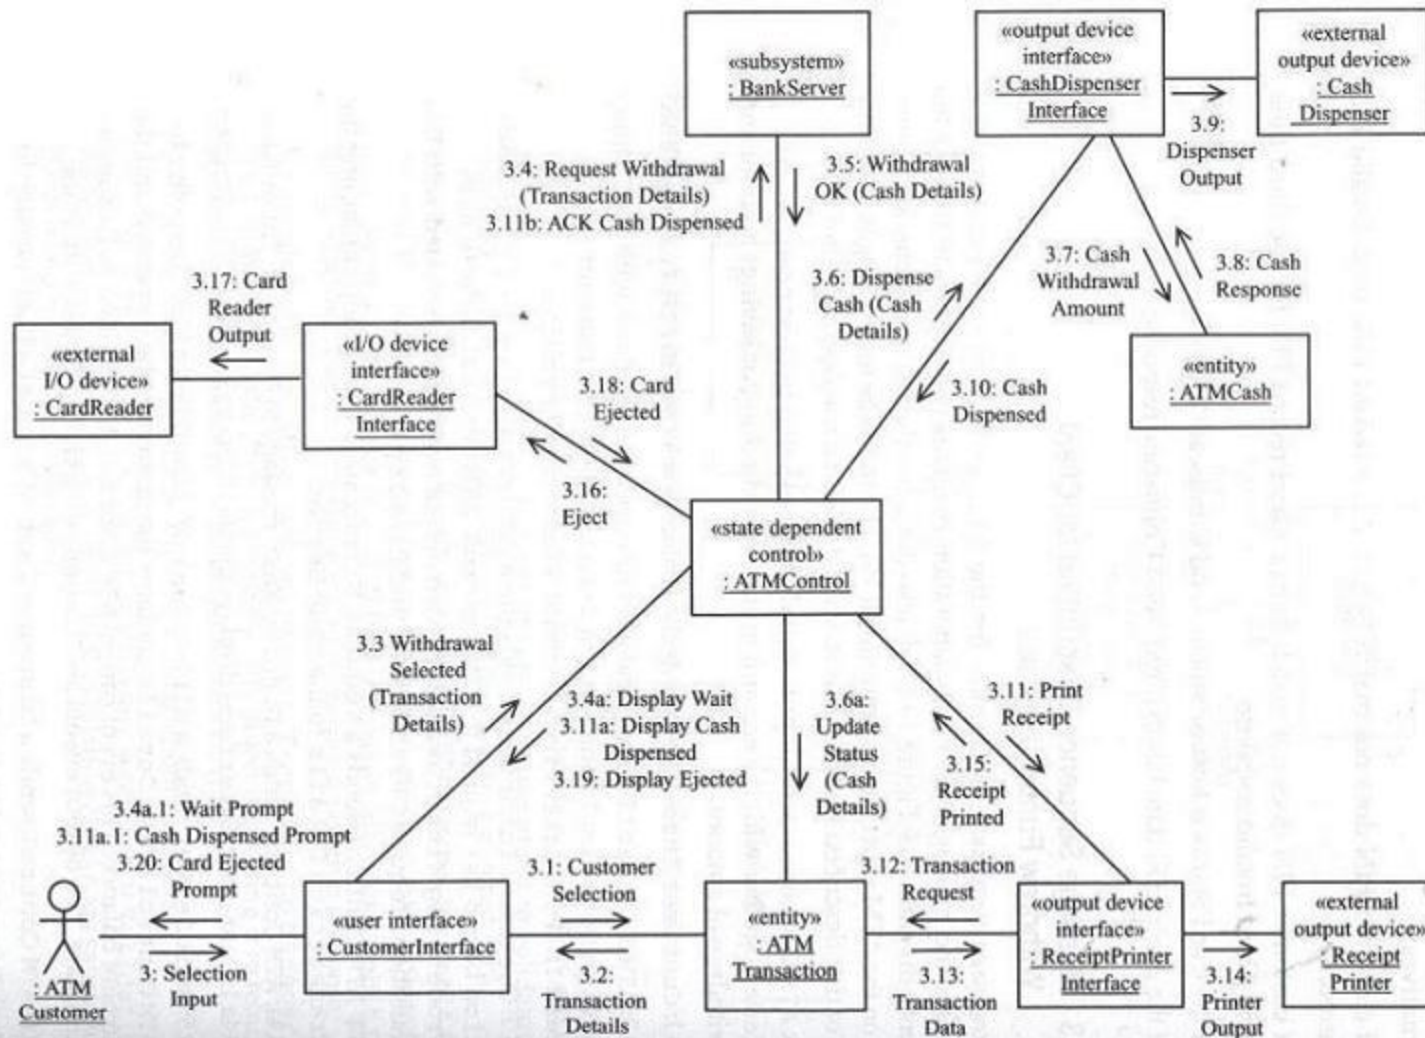 «subsystem»
: BankServer
«output device
interface»
: CashDispenser
Interface
«external
output device»
: Cash
Dispenser
3.9:
Dispenser
Output
3.4: Request Withdrawal
(Transaction Details)
3.11b: ACK Cash Dispensed
3.5: Withdrawal
OK (Cash Details)
3.6: Dispense
Cash (Cash
Details)
3.7: Cash
Withdrawal
Amount
3.8: Cash
Response
3.17: Card
Reader
Output
«external
I/O device»
: CardReader
«I/O device
interface»
: CardReader
Interface
3.18: Card
Ejected
3.16:
Eject
3.10: Cash
Dispensed
«entity»
: ATMCash
«state dependent
control»
: ATMControl
3.3 Withdrawal
Selected
(Transaction
Details)
3.4a: Display Wait
3.11a: Display Cash
Dispensed
3.19: Display Ejected
3.6a:
Update
Status
(Cash
Details)
3.11: Print
Receipt
3.15:
Receipt
Printed
3.4a.1: Wait Prompt
3.11a.1: Cash Dispensed Prompt
3.20: Card Ejected
Prompt
3: Selection
Input
: ATM
Customer
«user interface»
: CustomerInterface
3.1: Customer
Selection
3.2:
Transaction
Details
«entity»
: ATM
Transaction
3.12: Transaction
Request
3.13:
Transaction
Data
«output device
interface»
: ReceiptPrinter
Interface
3.14:
Printer
Output
«external
output device»
: Receipt
Printer